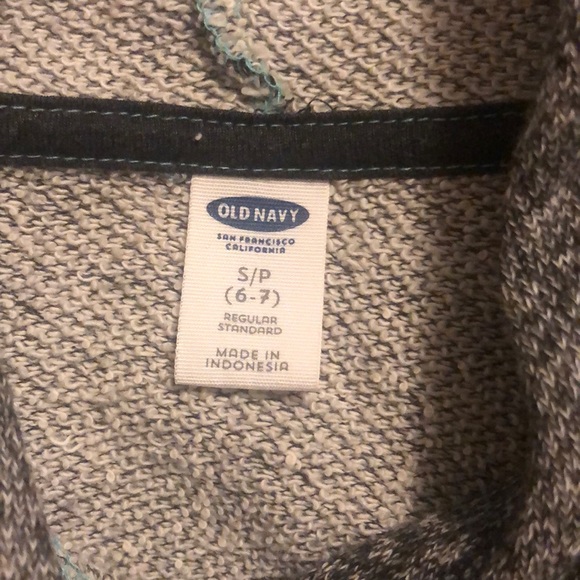 OLD NAVY
SAN FRANCISCO
CALIFORNIA
S/P
(6-7)
REGULAR
STANDARD
MADE IN
INDONESIA